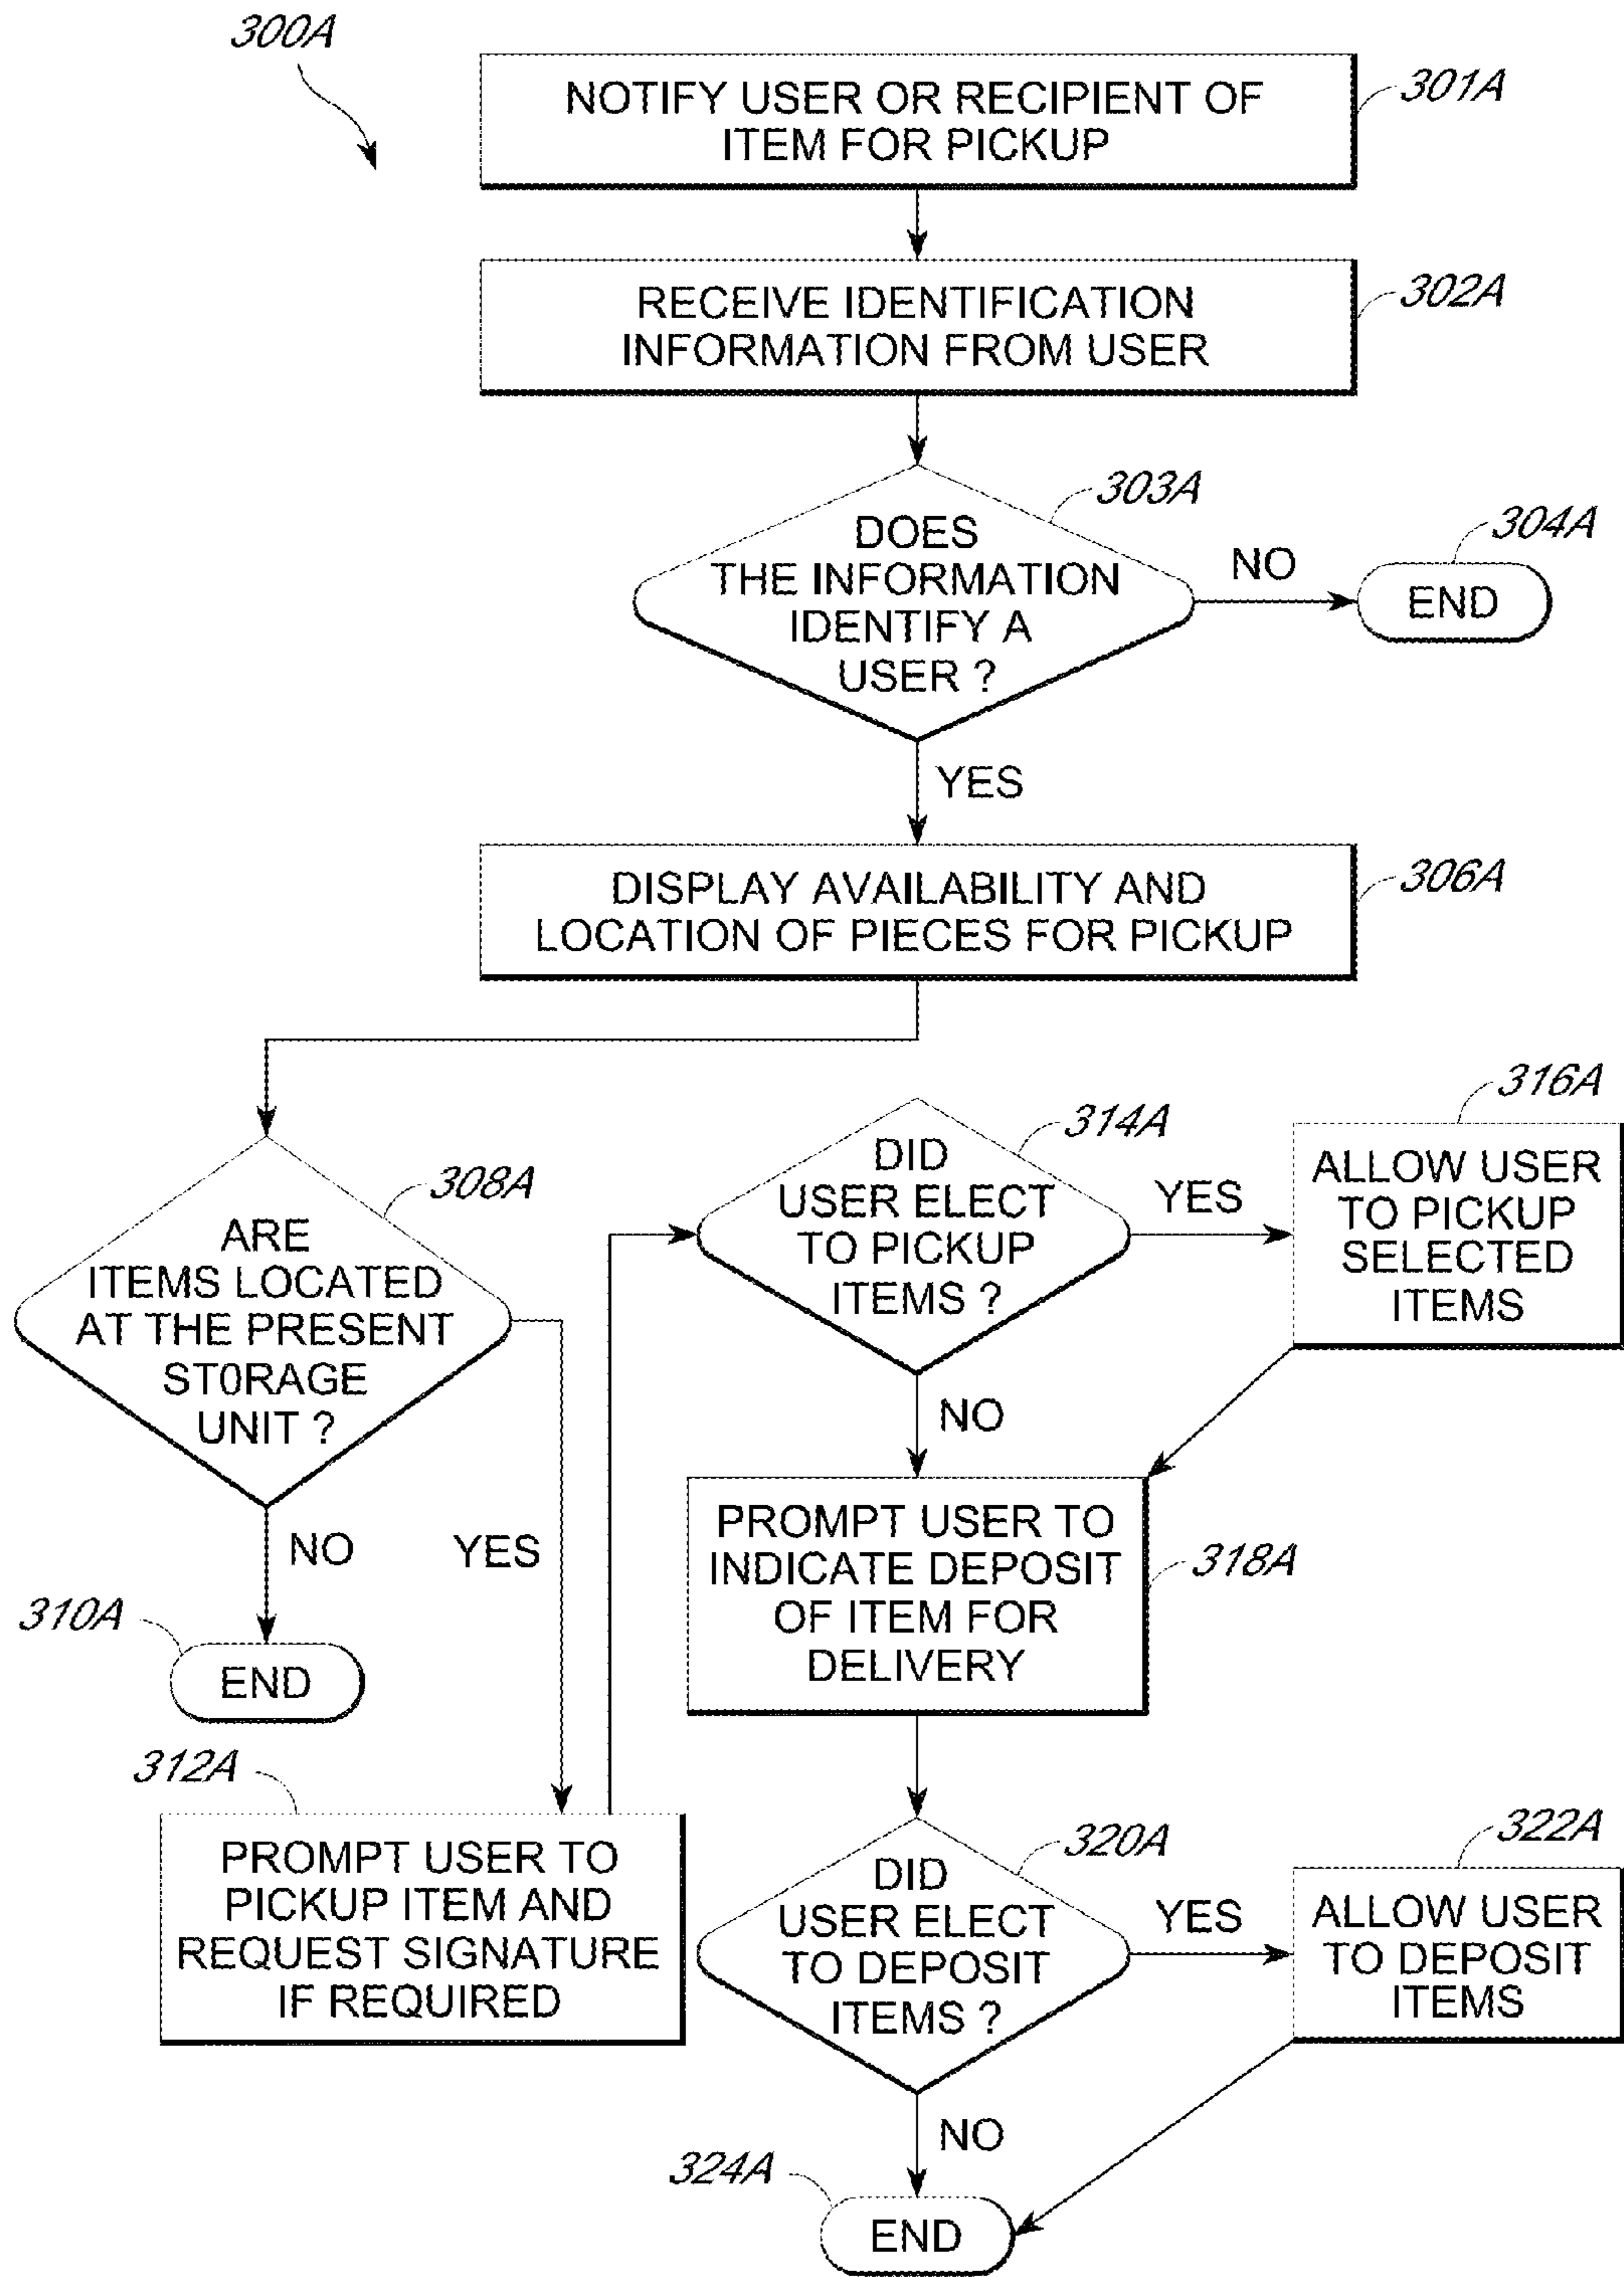 300A
NOTIFY USER OR RECIPIENT OF
ITEM FOR PICKUP
301A
RECEIVE IDENTIFICATION
INFORMATION FROM USER
302A
DOES
THE INFORMATION
IDENTIFY A
USER ?
303A
NO
END
304A
YES
DISPLAY AVAILABILITY AND
LOCATION OF PIECES FOR PICKUP
306A
ARE
ITEMS LOCATED
AT THE PRESENT
ST0RAGE
UNIT ?
308A
NO
YES
310A
END
312A
PROMPT USER TO
PICKUP ITEM AND
REQUEST SIGNATURE
IF REQUIRED
DID
USER ELECT
TO PICKUP
ITEMS ?
314A
YES
316A
ALLOW USER
TO PICKUP
SELECTED
ITEMS
NO
PROMPT USER TO
INDICATE DEPOSIT
OF ITEM FOR
DELIVERY
318A
DID
USER ELECT
TO DEPOSIT
ITEMS ?
320A
YES
322A
ALLOW USER
TO DEPOSIT
ITEMS
NO
324A
END